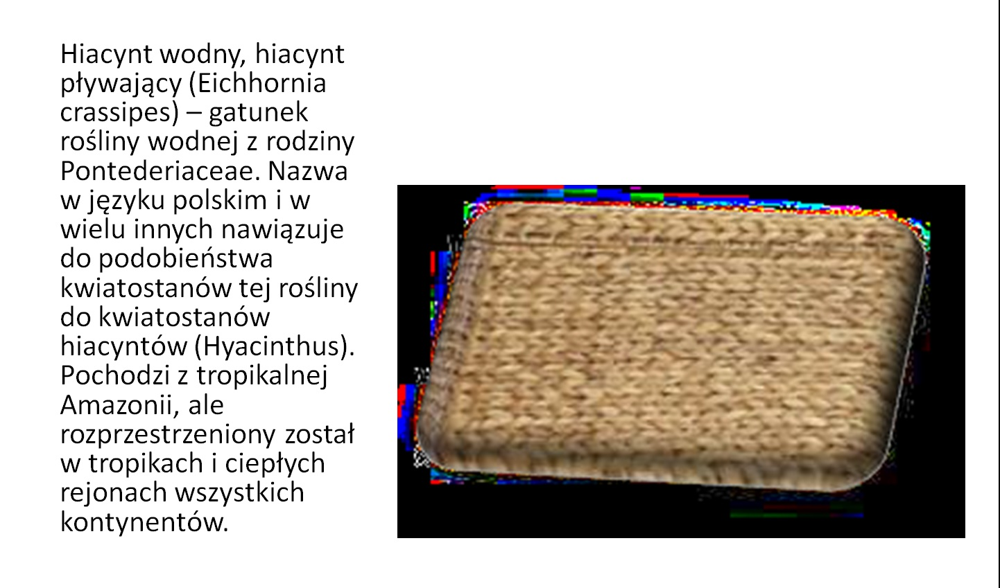 Hiacynt wodny, hiacynt
pływający (Eichhornia
crassipes) – gatunek
rośliny wodnej z rodziny
Pontederiaceae. Nazwa
w języku polskim i w
wielu innych nawiązuje
do podobieństwa
kwiatostanów tej rośliny
do kwiatostanów
hiacyntów (Hyacinthus).
Pochodzi z tropikalnej
Amazonii, ale
rozprzestrzeniony został
w tropikach i ciepłych
rejonach wszystkich
kontynentów.